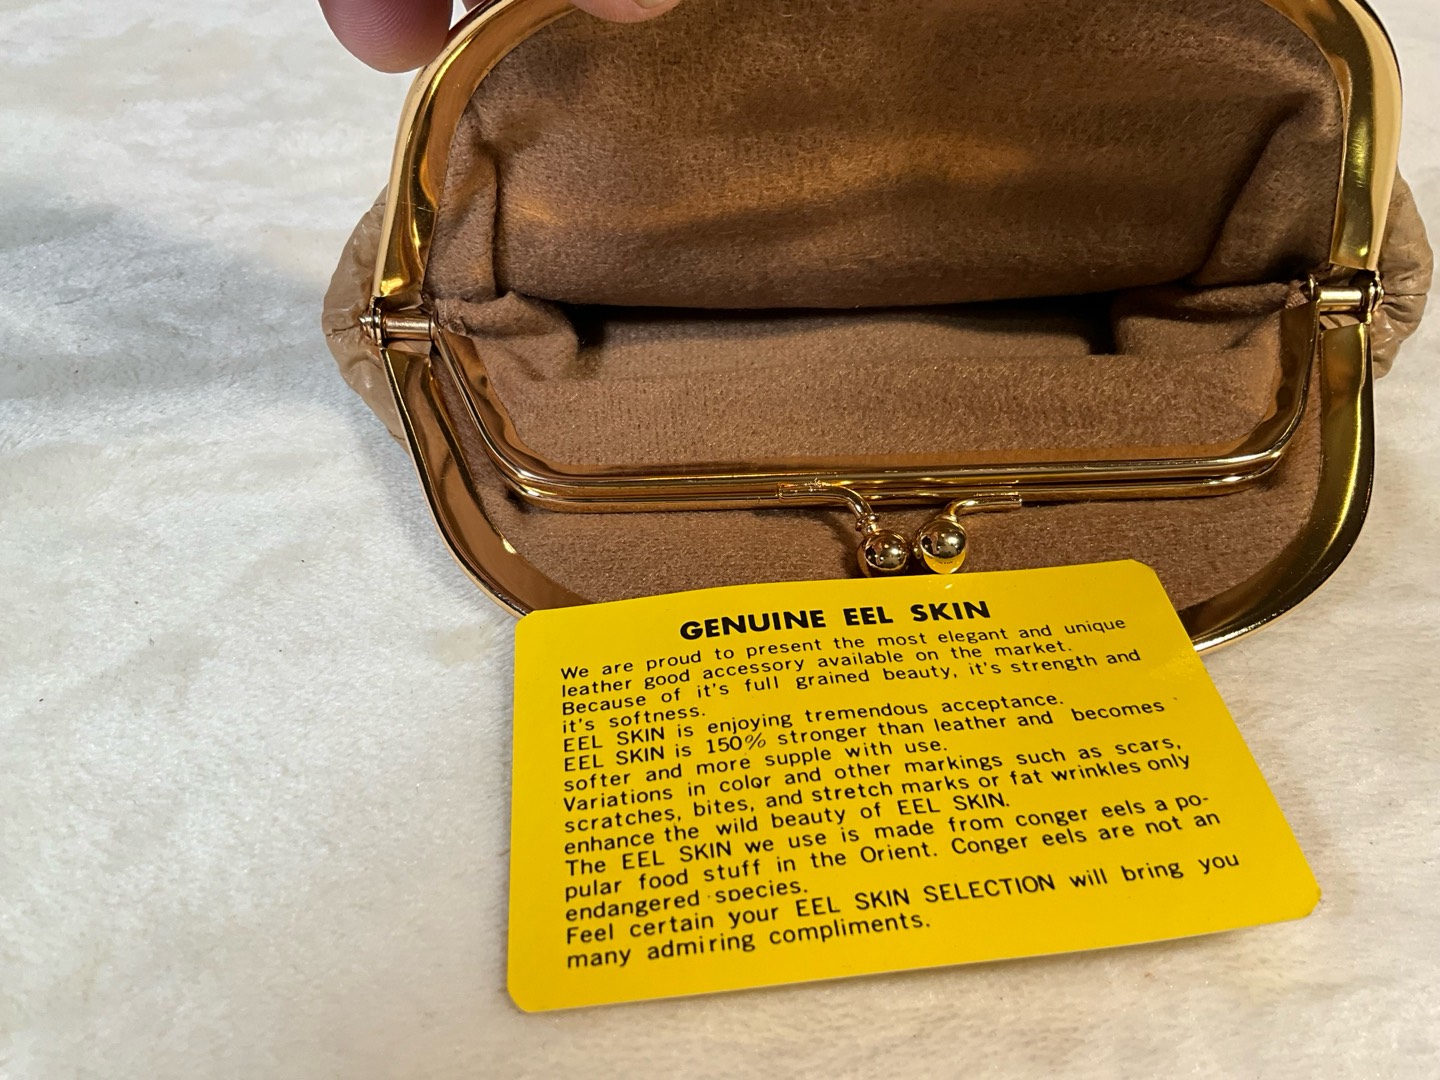 GENUINE EEL SKIN
We are proud to present the most elegant and unique
leather good accessory available on the market.
Because of it's full grained beauty, it's strength and
it's softness.
EEL SKIN is enjoying tremendous acceptance.
EEL SKIN is 150% stronger than leather and becomes
softer and more supple with use.
Variations in color and other markings such as scars,
scratches, bites, and stretch marks or fat wrinkles only
enhance the wild beauty of EEL SKIN.
The EEL SKIN we use is made from conger eels a po-
pular food stuff in the Orient. Conger eels are not an
endangered species.
Feel certain your EEL SKIN SELECTION will bring you
many admiring compliments.